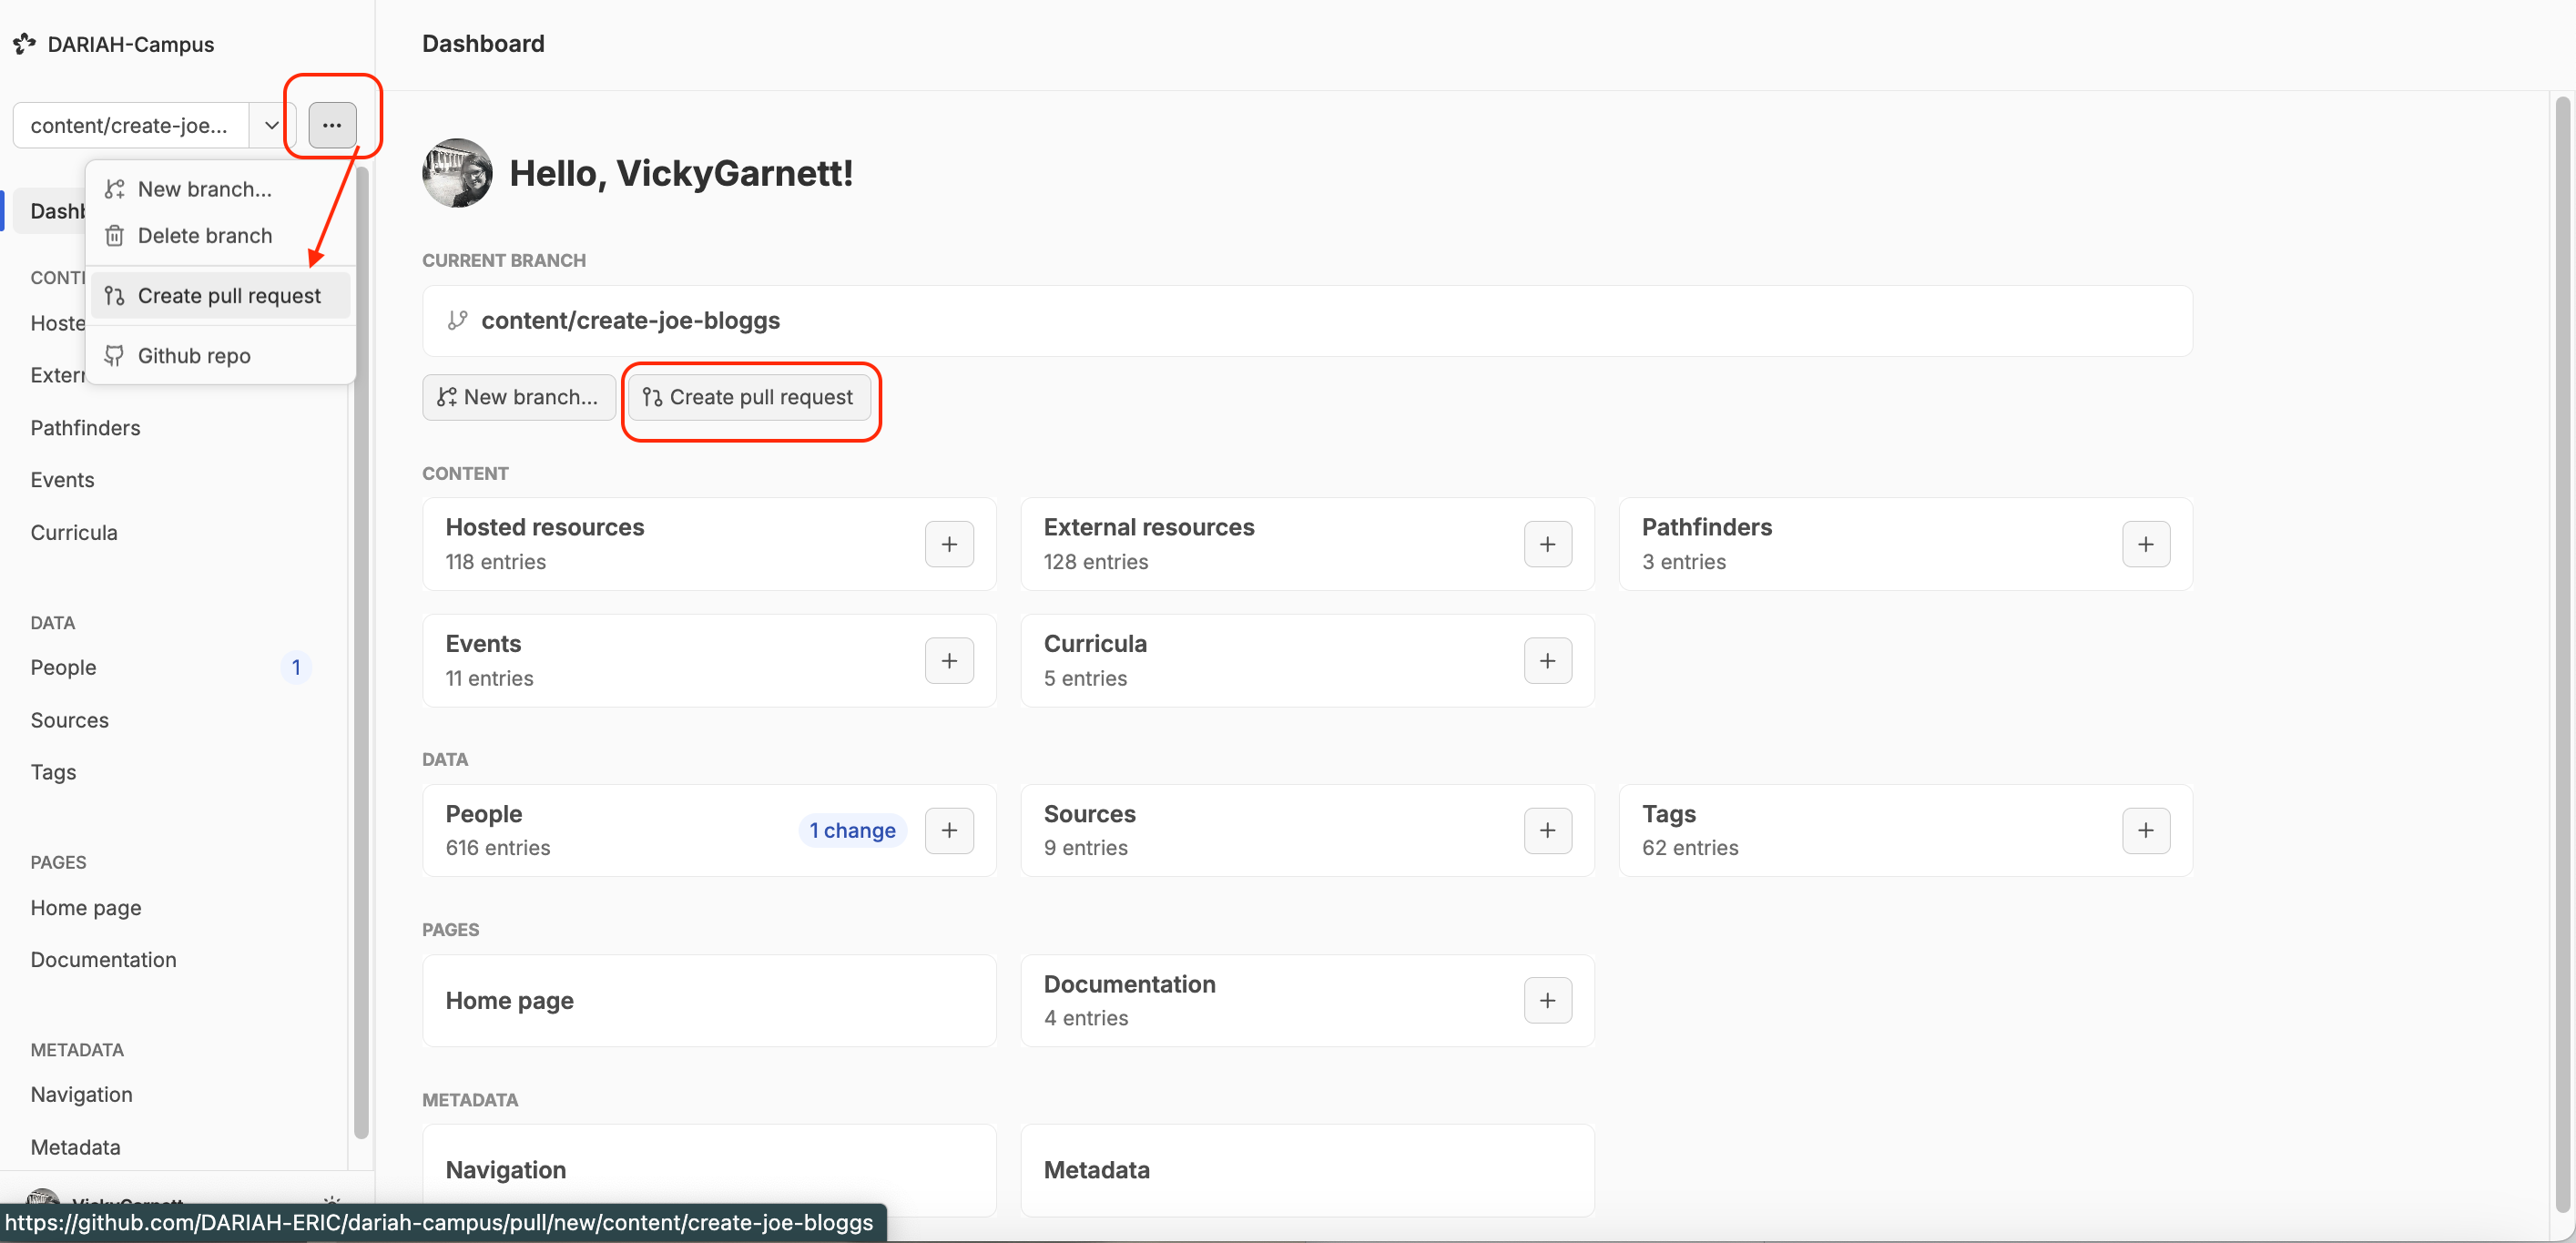 DARIAH-Campus
Dashboard
content/create-joe...
New branch...
Delete branch
Create pull request
Github repo
Dashb
CONTE
Hoste
Extern
Pathfinders
Events
Curricula
DATA
People 1
Sources
Tags
PAGES
Home page
Documentation
METADATA
Navigation
Metadata
VickyGarnett
Hello, VickyGarnett!
CURRENT BRANCH
content/create-joe-bloggs
New branch... Create pull request
CONTENT
Hosted resources
118 entries
External resources
128 entries
Pathfinders
3 entries
Events
11 entries
Curricula
5 entries
DATA
People
616 entries
1 change
Sources
9 entries
Tags
62 entries
PAGES
Home page
Documentation
4 entries
METADATA
Navigation
Metadata
https://github.com/DARIAH-ERIC/dariah-campus/pull/new/content/create-joe-bloggs